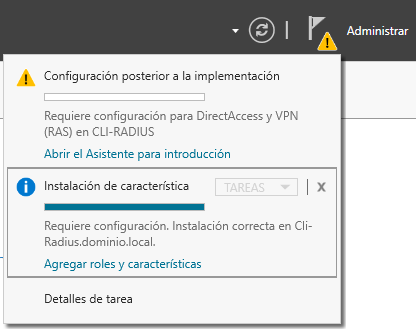 Administrar
Configuración posterior a la implementación
Requiere configuración para DirectAccess y VPN
(RAS) en CLI-RADIUS
Abrir el Asistente para introducción
Instalación de característica
TAREAS
X
Requiere configuración. Instalación correcta en Cli-
Radius.dominio.local.
Agregar roles y características
Detalles de tarea